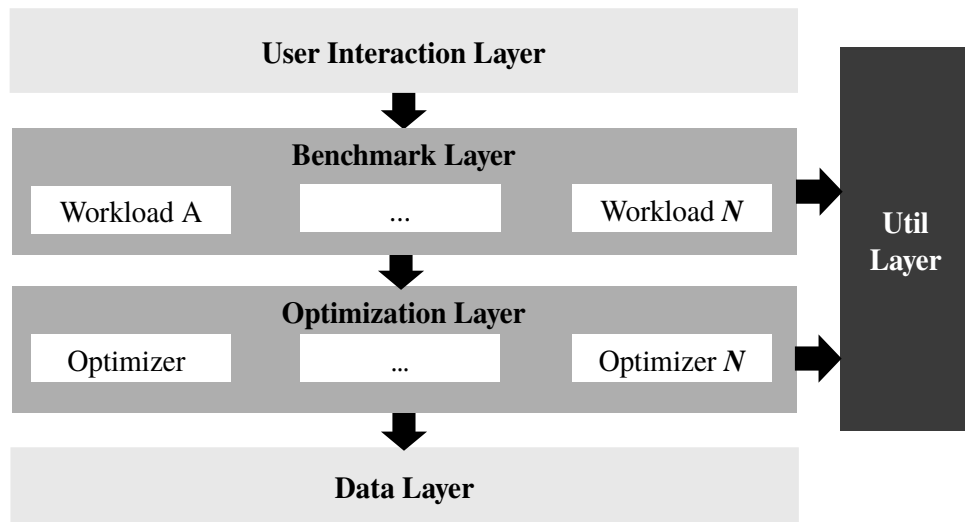 User Interaction Layer
Benchmark Layer
Workload A
...
Workload N
Util
Layer
Optimization Layer
Optimizer
...
Optimizer N
Data Layer